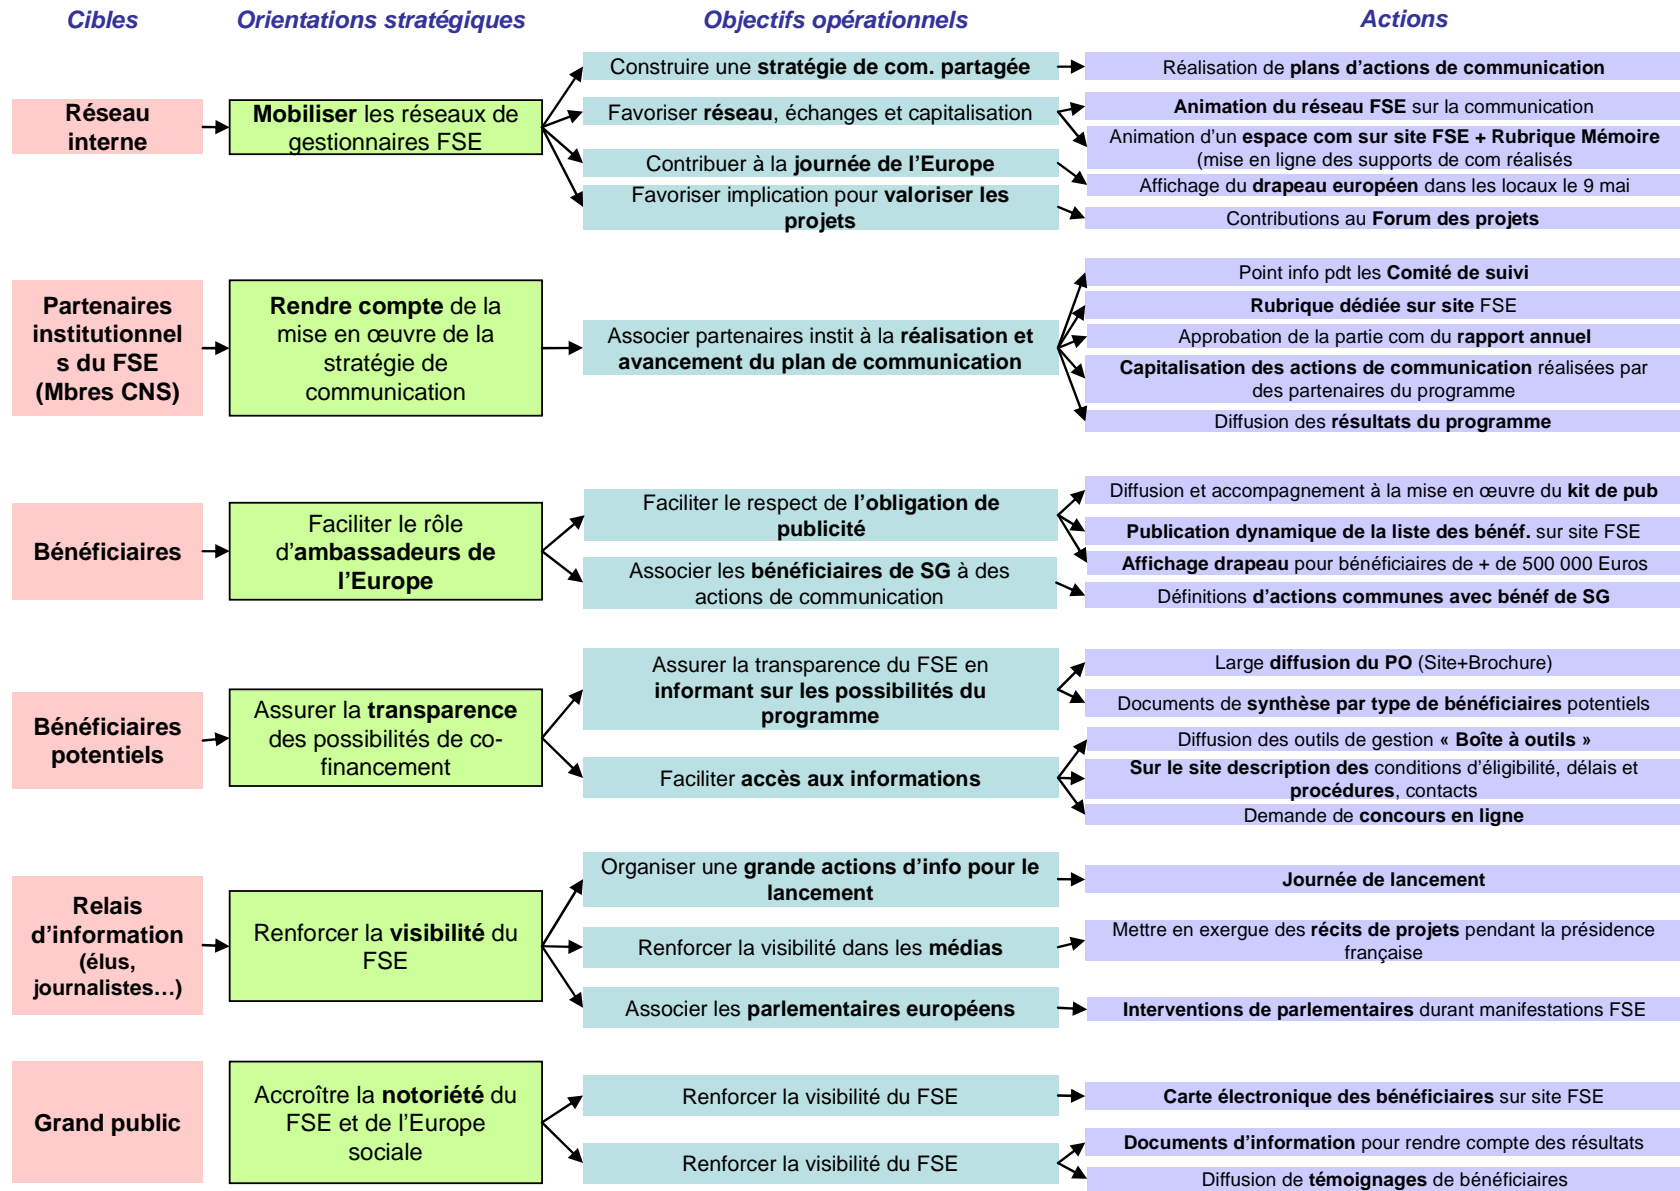 Cibles
Orientations stratégiques
Objectifs opérationnels
Actions
Réseau
interne
Mobiliser les réseaux de
gestionnaires FSE
Construire une stratégie de com. partagée
Réalisation de plans d’actions de communication
Favoriser réseau, échanges et capitalisation
Animation du réseau FSE sur la communication
Animation d’un espace com sur site FSE + Rubrique Mémoire
(mise en ligne des supports de com réalisés
Contribuer à la journée de l’Europe
Affichage du drapeau européen dans les locaux le 9 mai
Favoriser implication pour valoriser les
projets
Contributions au Forum des projets
Partenaires
institutionnel
s du FSE
(Mbres CNS)
Rendre compte de la
mise en œuvre de la
stratégie de
communication
Associer partenaires instit à la réalisation et
avancement du plan de communication
Point info pdt les Comité de suivi
Rubrique dédiée sur site FSE
Approbation de la partie com du rapport annuel
Capitalisation des actions de communication réalisées par
des partenaires du programme
Diffusion des résultats du programme
Bénéficiaires
Faciliter le rôle
d’ambassadeurs de
l’Europe
Faciliter le respect de l’obligation de
publicité
Diffusion et accompagnement à la mise en œuvre du kit de pub
Publication dynamique de la liste des bénéf. sur site FSE
Affichage drapeau pour bénéficiaires de + de 500 000 Euros
Associer les bénéficiaires de SG à des
actions de communication
Définitions d’actions communes avec bénéf de SG
Bénéficiaires
potentiels
Assurer la transparence
des possibilités de co-
financement
Assurer la transparence du FSE en
informant sur les possibilités du
programme
Large diffusion du PO (Site+Brochure)
Documents de synthèse par type de bénéficiaires potentiels
Faciliter accès aux informations
Diffusion des outils de gestion « Boîte à outils »
Sur le site description des conditions d’éligibilité, délais et
procédures, contacts
Demande de concours en ligne
Relais
d’information
(élus,
journalistes…)
Renforcer la visibilité du
FSE
Organiser une grande actions d’info pour le
lancement
Journée de lancement
Renforcer la visibilité dans les médias
Mettre en exergue des récits de projets pendant la présidence
française
Associer les parlementaires européens
Interventions de parlementaires durant manifestations FSE
Grand public
Accroître la notoriété du
FSE et de l’Europe
sociale
Renforcer la visibilité du FSE
Carte électronique des bénéficiaires sur site FSE
Renforcer la visibilité du FSE
Documents d’information pour rendre compte des résultats
Diffusion de témoignages de bénéficiaires